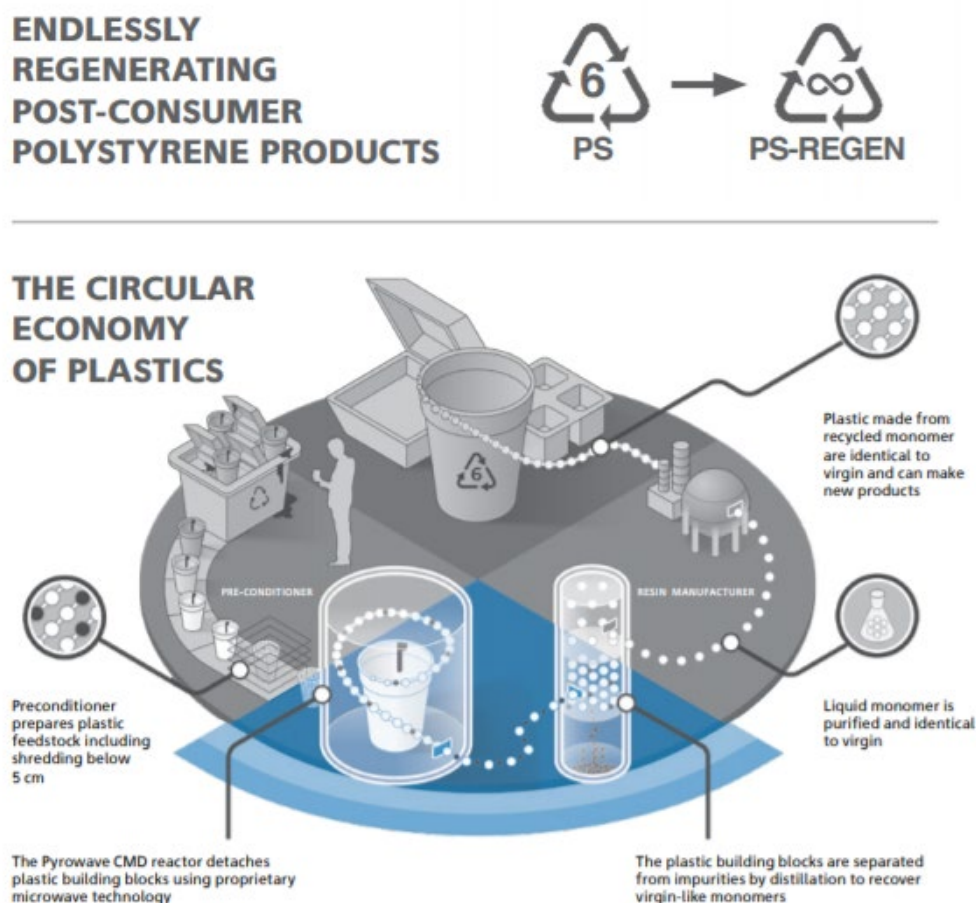 ENDLESSLY
REGENERATING
POST-CONSUMER
POLYSTYRENE PRODUCTS
6
PS
∞
PS-REGEN
THE CIRCULAR
ECONOMY
OF PLASTICS
6
Plastic made from
recycled monomer
are identical to
virgin and can make
new products
PRE-CONDITIONER
RESIN MANUFACTURER
Preconditioner
prepares plastic
feedstock including
shredding below
5 cm
Liquid monomer is
purified and identical
to virgin
The Pyrowave CMD reactor detaches
plastic building blocks using proprietary
microwave technology
The plastic building blocks are separated
from impurities by distillation to recover
virgin-like monomers